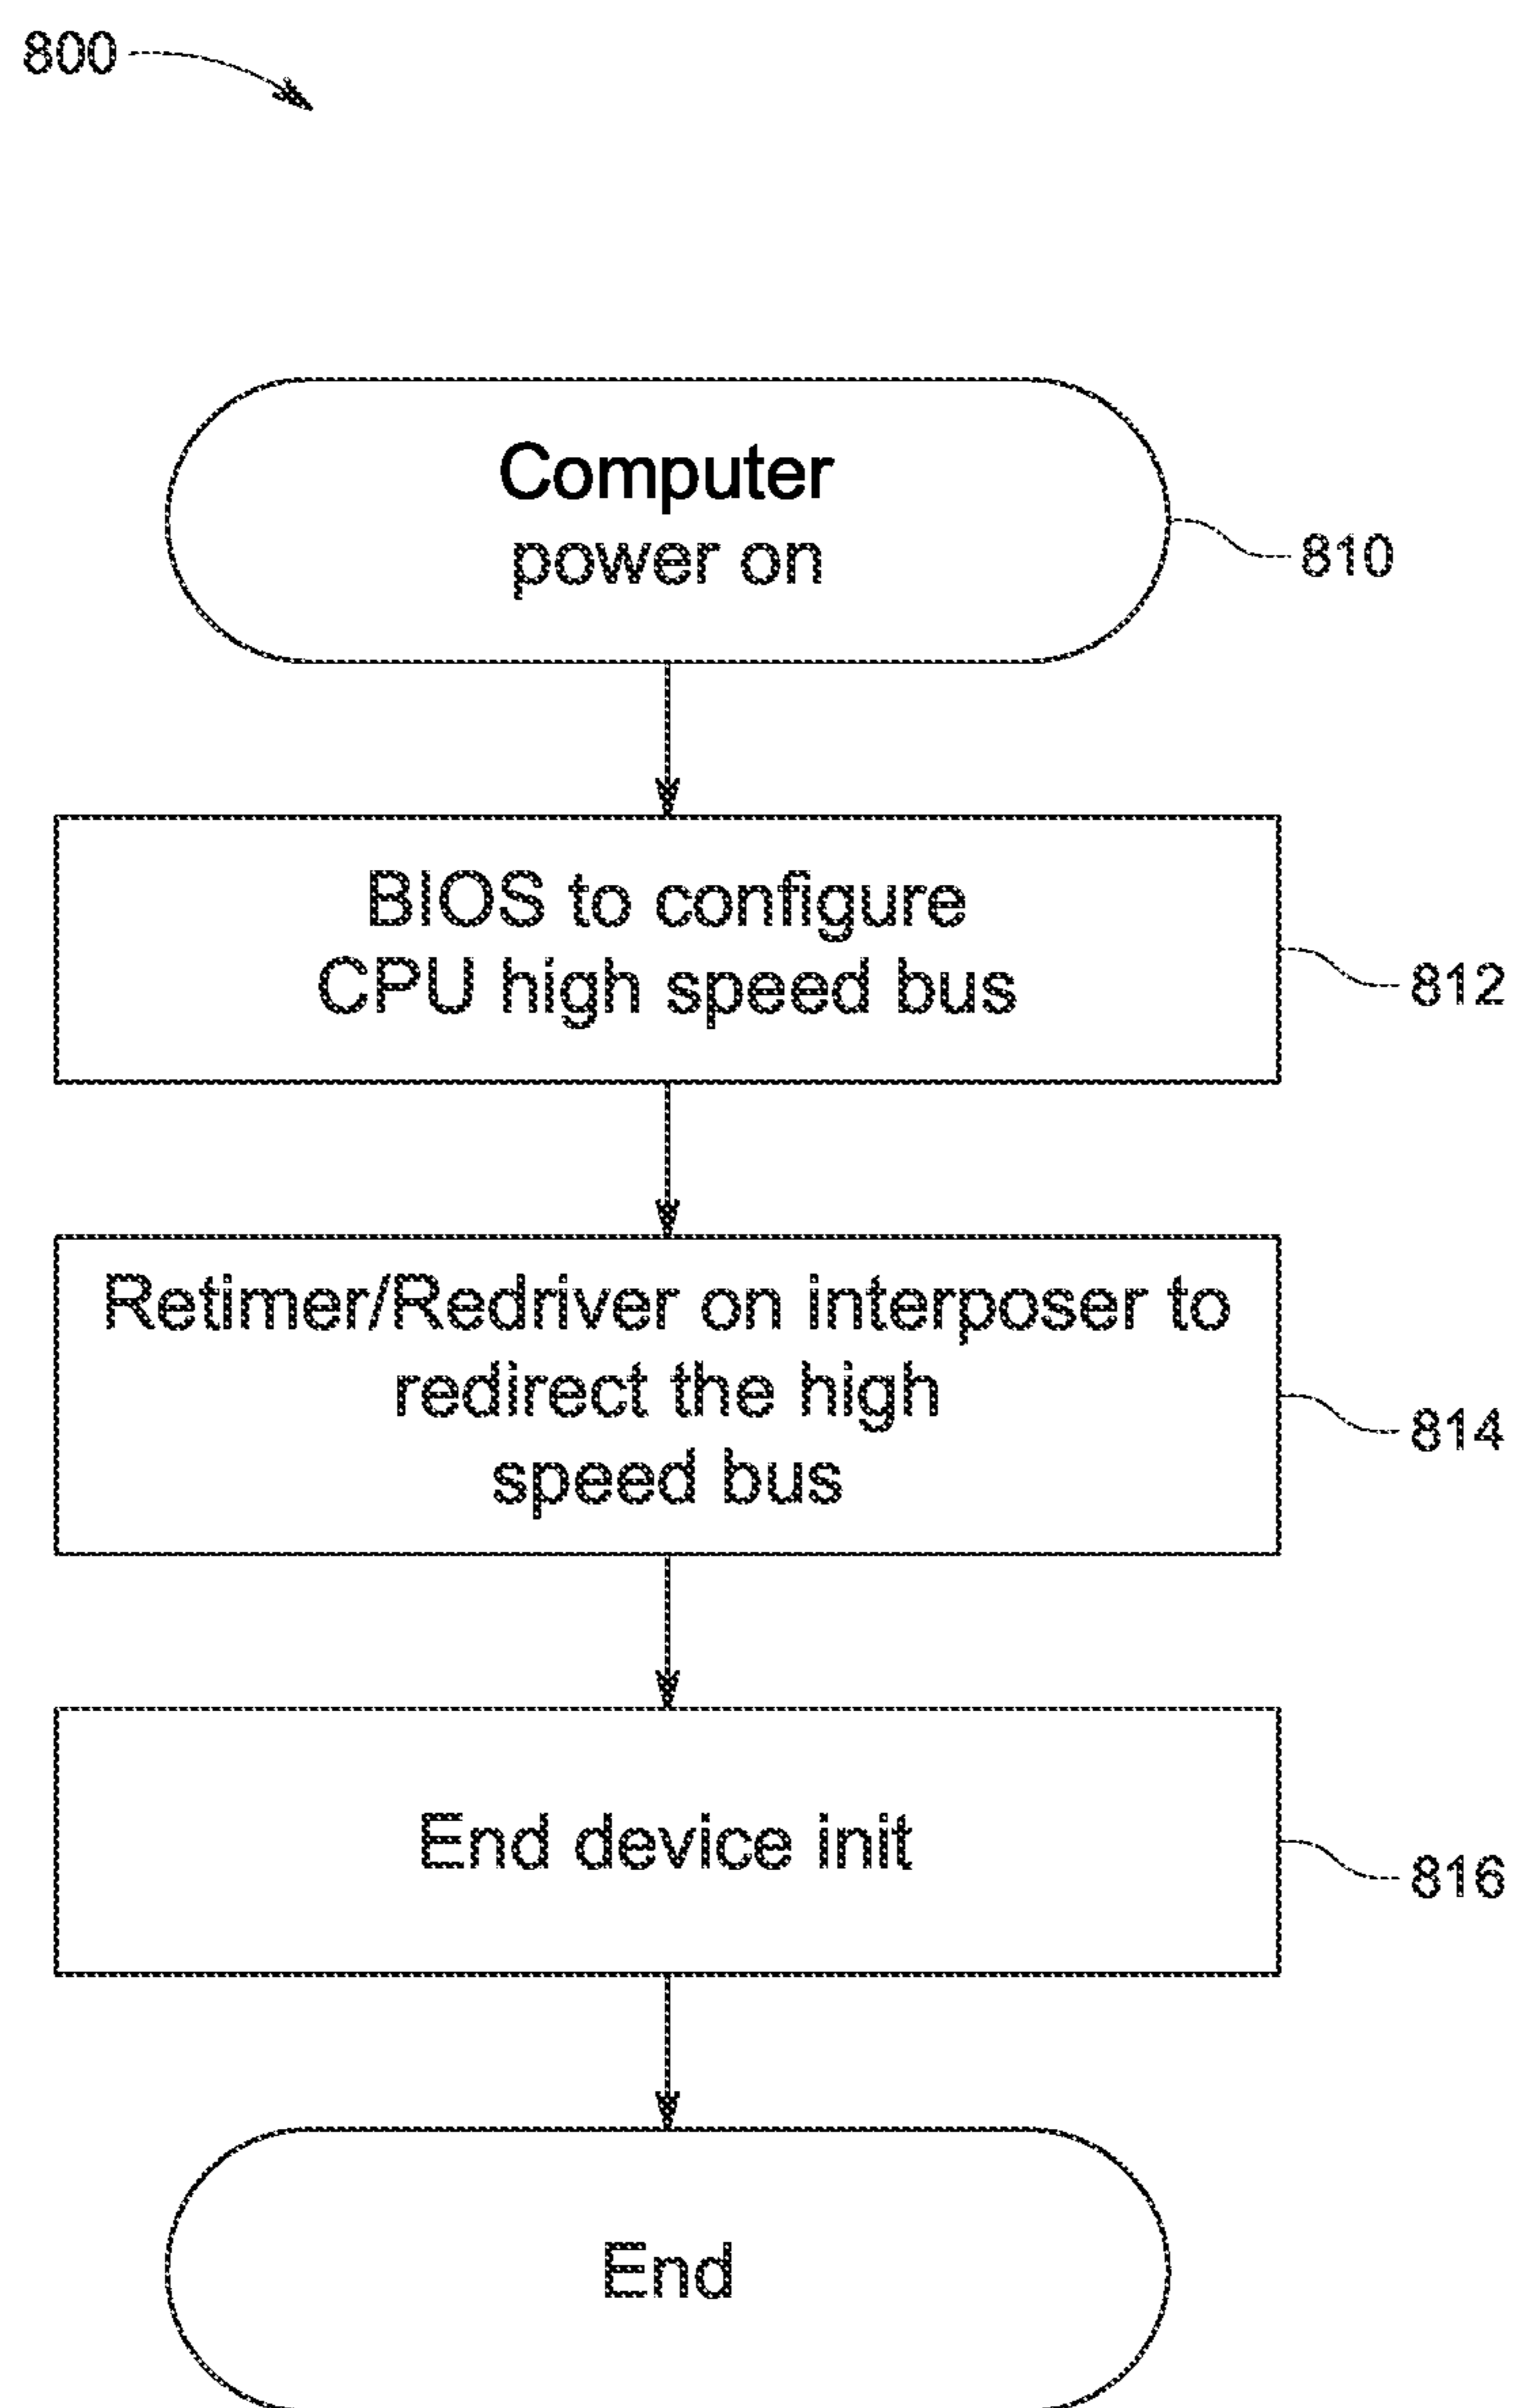 800
Computer
power on
810
BIOS to configure
CPU high speed bus
812
Retimer/Redriver on interposer to
redirect the high
speed bus
814
End device init
816
End